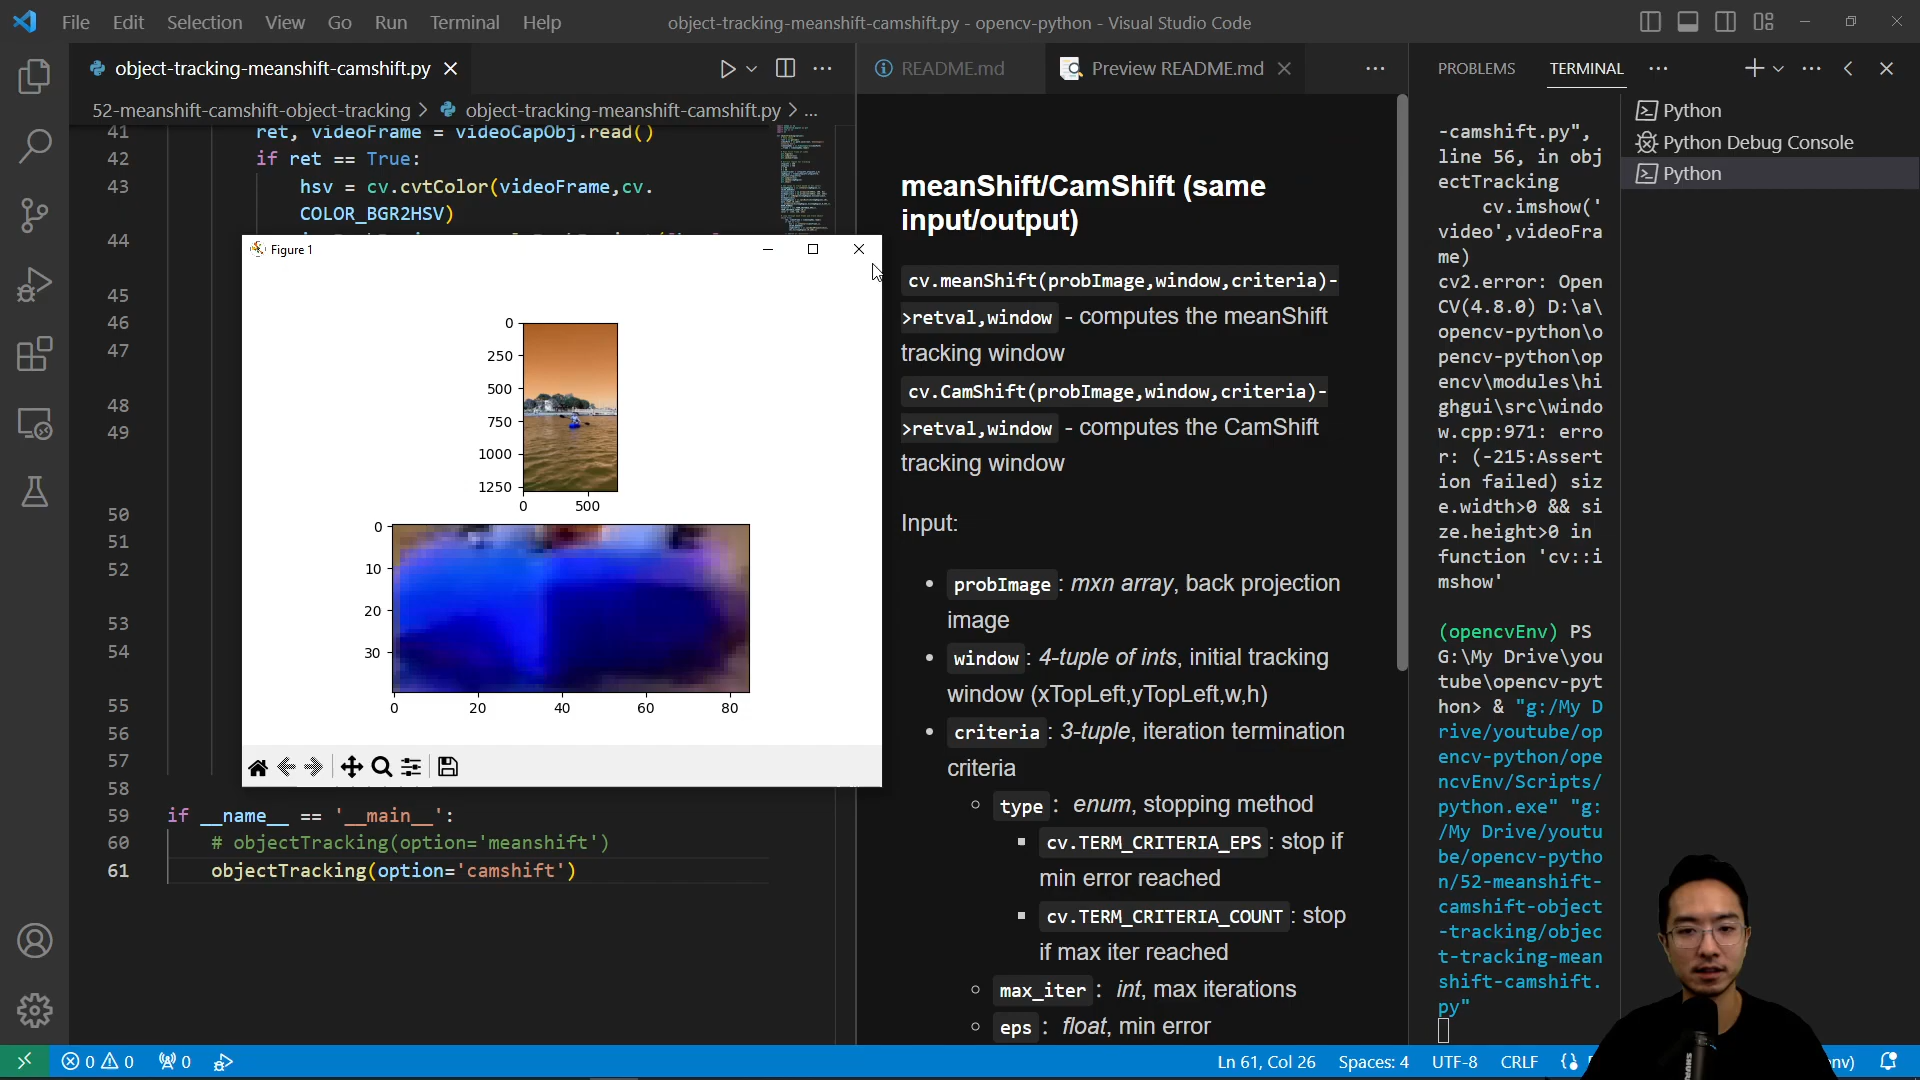 File Edit Selection View Go Run Terminal Help
object-tracking-meanshift-camshift.py - opencv-python - Visual Studio Code
object-tracking-meanshift-camshift.py
52-meanshift-camshift-object-tracking > object-tracking-meanshift-camshift.py > ...
41 ret, videoFrame = videoCapObj.read()
42 if ret == True:
43 hsv = cv.cvtColor(videoFrame,cv.
COLOR_BGR2HSV)
44
45
46
47
48
49
50
51
52
53
54
55
56
57
58
59 if __name__ == '__main__':
60 # objectTracking(option='meanshift')
61 objectTracking(option='camshift')
Figure 1
0
250
500
750
1000
1250
0 500
0
10
20
30
0 20 40 60 80
README.md
Preview README.md
meanShift/CamShift (same
input/output)
cv.meanShift(probImage,window,criteria)-
>retval,window - computes the meanShift
tracking window
cv.CamShift(probImage,window,criteria)-
>retval,window - computes the CamShift
tracking window
Input:
• probImage: mxn array, back projection
image
• window: 4-tuple of ints, initial tracking
window (xTopLeft,yTopLeft,w,h)
• criteria: 3-tuple, iteration termination
criteria
type: enum, stopping method
cv.TERM_CRITERIA_EPS: stop if
min error reached
cv.TERM_CRITERIA_COUNT: stop
if max iter reached
max_iter: int, max iterations
eps: float, min error
PROBLEMS TERMINAL
-camshift.py",
line 56, in obj
ectTracking
cv.imshow('
video',videoFra
me)
cv2.error: Open
CV(4.8.0) D:\a\
opencv-python\o
pencv-python\op
encv\modules\hi
ghgui\src\windo
w.cpp:971: erro
r: (-215:Assert
ion failed) siz
e.width>0 && si
ze.height>0 in
function 'cv::i
mshow'
(opencvEnv) PS
G:\My Drive\you
tube\opencv-pyt
hon> & "g:/My D
rive/youtube/op
encv-python/ope
ncvEnv/Scripts/
python.exe" "g:
/My Drive/youtu
be/opencv-pytho
n/52-meanshift-
camshift-object
-tracking/objec
t-tracking-mean
shift-camshift.
py"
Python
Python Debug Console
Python
0 0 0
Ln 61, Col 26 Spaces: 4 UTF-8 CRLF